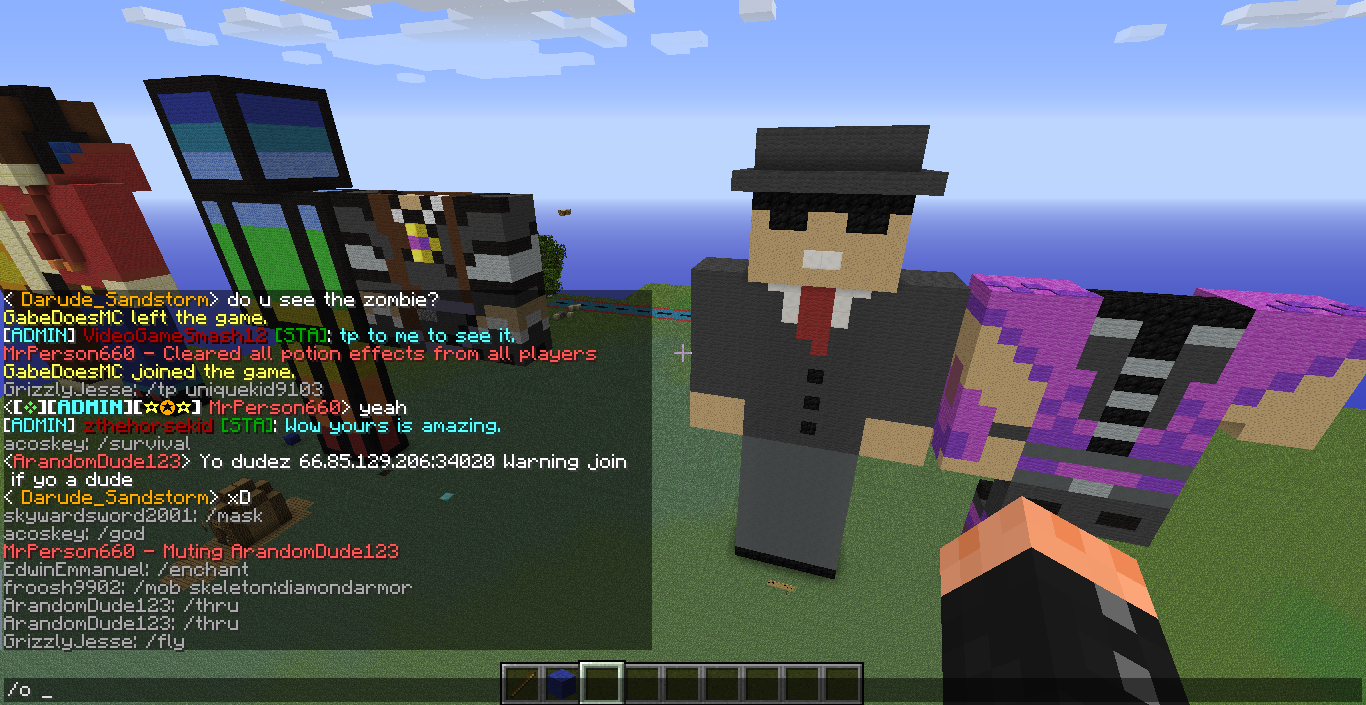 < Darude_Sandstorm> do u see the zombie?
GabeDoesMC left the game.
[ADMIN] VideoGameSmash12 [STA]: tp to me to see it.
MrPerson660 - Cleared all potion effects from all players
GabeDoesMC joined the game.
GrizzlyJesse: /tp uniquekid9103
<[❖][ADMIN][☆✪☆] MrPerson660> yeah
[ADMIN] zthehorsekid [STA]: Wow yours is amazing.
acoskey: /survival
<ArandomDude123> Yo dudez 66.85.129.206:34020 Warning join
if yo a dude
< Darude_Sandstorm> xD
skywardsword2001: /mask
acoskey: /god
MrPerson660 - Muting ArandomDude123
EdwinEmmanuel: /enchant
froosh9902: /mob skeleton:diamondarmor
ArandomDude123: /thru
ArandomDude123: /thru
GrizzlyJesse: /fly
/o _